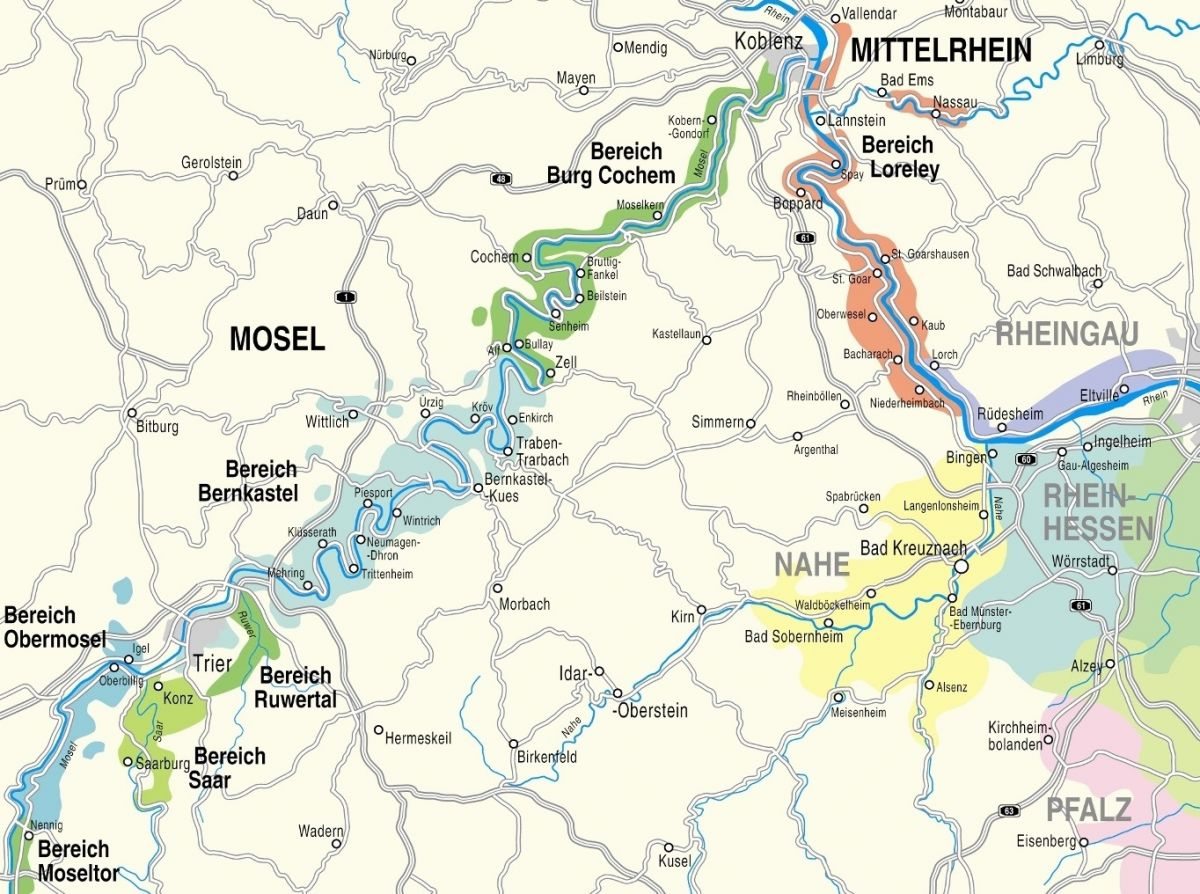 Rhein
Vallendar
Montabaur
Koblenz
MITTELRHEIN
Mendig
Nürburg
Limburg
Mayen
Bad Ems
Nassau
Kobern-
-Gondorf
Lahnstein
Bereich
Burg Cochem
Mosel
Bereich
Loreley
Gerolstein
Spay
48
Prüm
Boppard
Moselkern
Daun
61
Cochem
Bruttig-
Fankel
St. Goarshausen
St. Goar
Bad Schwalbach
1
Beilstein
Oberwesel
Senheim
Kaub
MOSEL
Kastellaun
RHEINGAU
Alf
Bullay
Bacharach
Lorch
Zell
Rheinböllen
Niederheimbach
Eltville
Rhein
Ürzig
Kröv
Enkirch
Rüdesheim
Wittlich
Bitburg
Simmern
Argenthal
Traben-
Trarbach
Ingelheim
Bingen
60
Gau-Algesheim
Bereich
Bernkastel
Bernkastel-
-Kues
Piesport
Spabrücken
Langenlonsheim
Nahe
RHEIN-
HESSEN
Wintrich
Klüsserath
Neumagen-
-Dhron
Bad Kreuznach
NAHE
Wörrstadt
Mehring
Trittenheim
Morbach
Waldböckelheim
61
Kirn
Bad Münster-
-Ebernburg
Bereich
Obermosel
Ruwer
Bad Sobernheim
Igel
Trier
Oberbillig
Bereich
Ruwertal
Idar-
-Oberstein
Alzey
Konz
Alsenz
Meisenheim
Saar
Nahe
Mosel
Hermeskeil
Kirchheim-
bolanden
Saarburg
Bereich
Saar
Birkenfeld
PFALZ
63
Nennig
Wadern
Eisenberg
Bereich
Moseltor
Kusel